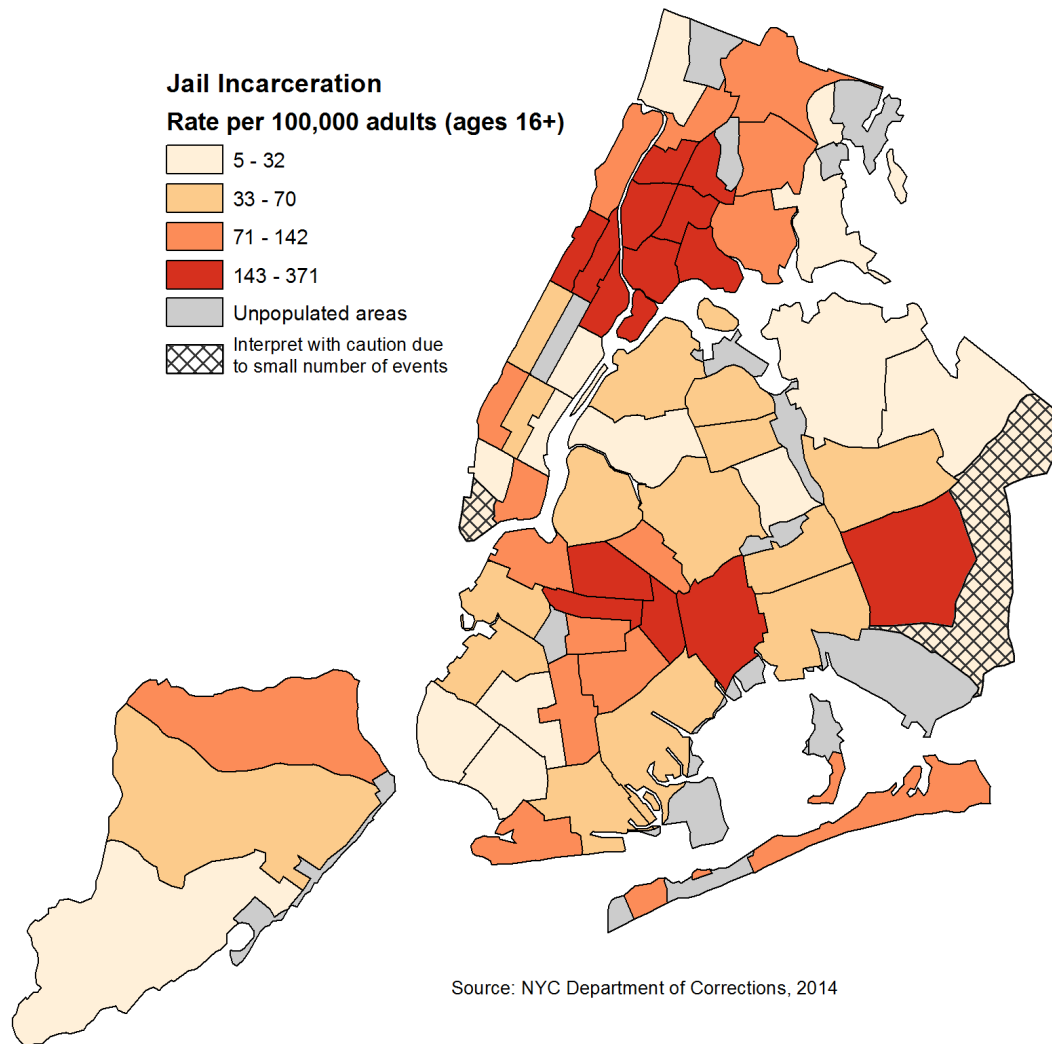 Jail Incarceration
Rate per 100,000 adults (ages 16+)
5 - 32
33 - 70
71 - 142
143 - 371
Unpopulated areas
Interpret with caution due
to small number of events
Source: NYC Department of Corrections, 2014